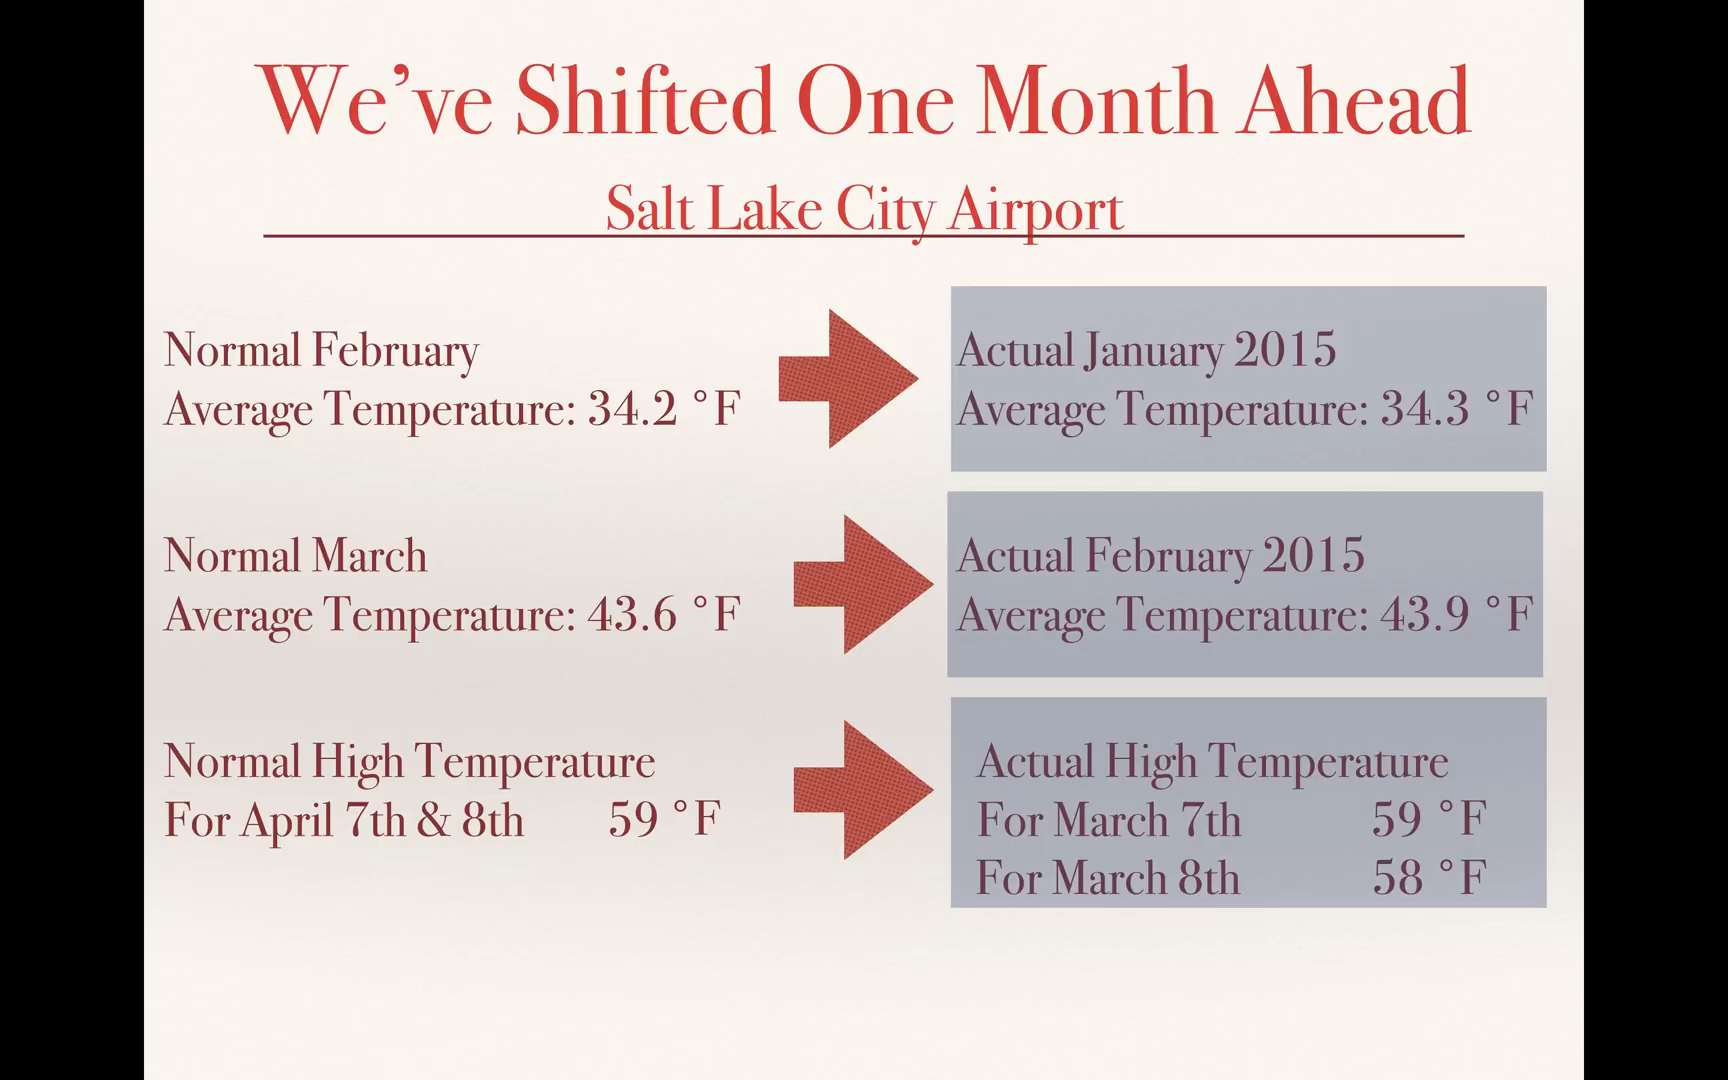 We’ve Shifted One Month Ahead
Salt Lake City Airport
Normal February
Average Temperature: 34.2 °F
Actual January 2015
Average Temperature: 34.3 °F
Normal March
Average Temperature: 43.6 °F
Actual February 2015
Average Temperature: 43.9 °F
Normal High Temperature
For April 7th & 8th 59 °F
Actual High Temperature
For March 7th 59 °F
For March 8th 58 °F